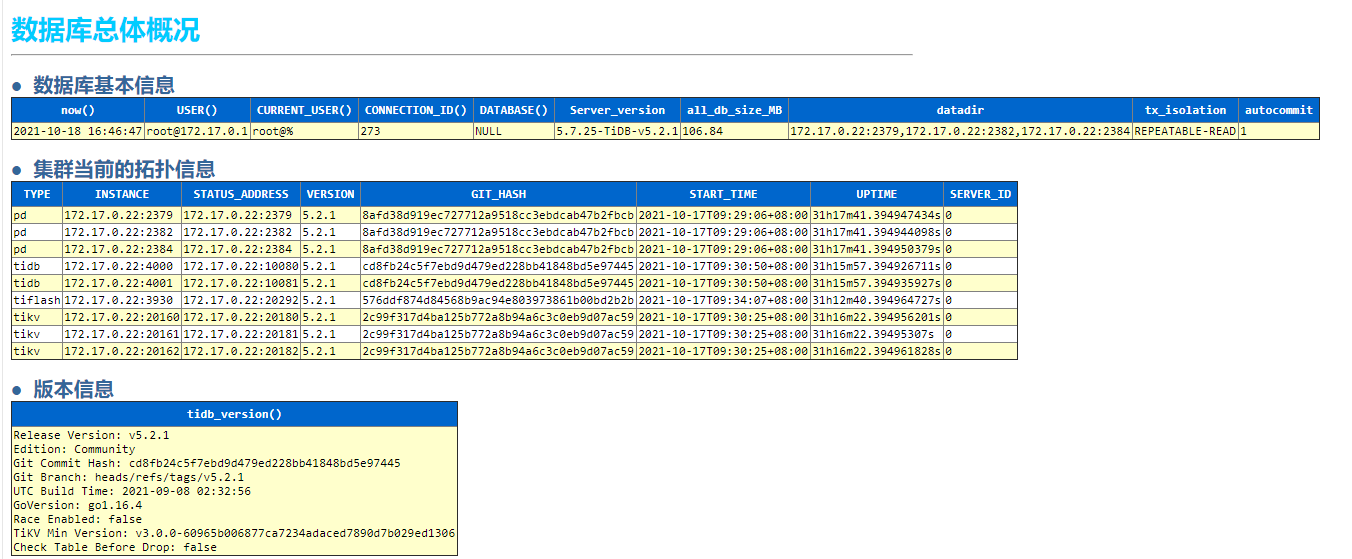 数据库总体概况
● 数据库基本信息
now() USER() CURRENT_USER() CONNECTION_ID() DATABASE() Server_version all_db_size_MB datadir tx_isolation autocommit
2021-10-18 16:46:47 root@172.17.0.1 root@% 273 NULL 5.7.25-TiDB-v5.2.1 106.84 172.17.0.22:2379,172.17.0.22:2382,172.17.0.22:2384 REPEATABLE-READ 1
● 集群当前的拓扑信息
TYPE INSTANCE STATUS_ADDRESS VERSION GIT_HASH START_TIME UPTIME SERVER_ID
pd 172.17.0.22:2379 172.17.0.22:2379 5.2.1 8afd38d919ec727712a9518cc3ebdcab47b2fbcb 2021-10-17T09:29:06+08:00 31h17m41.394947434s 0
pd 172.17.0.22:2382 172.17.0.22:2382 5.2.1 8afd38d919ec727712a9518cc3ebdcab47b2fbcb 2021-10-17T09:29:06+08:00 31h17m41.394944098s 0
pd 172.17.0.22:2384 172.17.0.22:2384 5.2.1 8afd38d919ec727712a9518cc3ebdcab47b2fbcb 2021-10-17T09:29:06+08:00 31h17m41.394950379s 0
tidb 172.17.0.22:4000 172.17.0.22:10080 5.2.1 cd8fb24c5f7ebd9d479ed228bb41848bd5e97445 2021-10-17T09:30:50+08:00 31h15m57.394926711s 0
tidb 172.17.0.22:4001 172.17.0.22:10081 5.2.1 cd8fb24c5f7ebd9d479ed228bb41848bd5e97445 2021-10-17T09:30:50+08:00 31h15m57.394935927s 0
tiflash 172.17.0.22:3930 172.17.0.22:20292 5.2.1 576ddf874d84568b9ac94e803973861b00bd2b2b 2021-10-17T09:34:07+08:00 31h12m40.394964727s 0
tikv 172.17.0.22:20160 172.17.0.22:20180 5.2.1 2c99f317d4ba125b772a8b94a6c3c0eb9d07ac59 2021-10-17T09:30:25+08:00 31h16m22.394956201s 0
tikv 172.17.0.22:20161 172.17.0.22:20181 5.2.1 2c99f317d4ba125b772a8b94a6c3c0eb9d07ac59 2021-10-17T09:30:25+08:00 31h16m22.39495307s 0
tikv 172.17.0.22:20162 172.17.0.22:20182 5.2.1 2c99f317d4ba125b772a8b94a6c3c0eb9d07ac59 2021-10-17T09:30:25+08:00 31h16m22.394961828s 0
● 版本信息
tidb_version()
Release Version: v5.2.1
Edition: Community
Git Commit Hash: cd8fb24c5f7ebd9d479ed228bb41848bd5e97445
Git Branch: heads/refs/tags/v5.2.1
UTC Build Time: 2021-09-08 02:32:56
GoVersion: go1.16.4
Race Enabled: false
TiKV Min Version: v3.0.0-60965b006877ca7234adaced7890d7b029ed1306
Check Table Before Drop: false